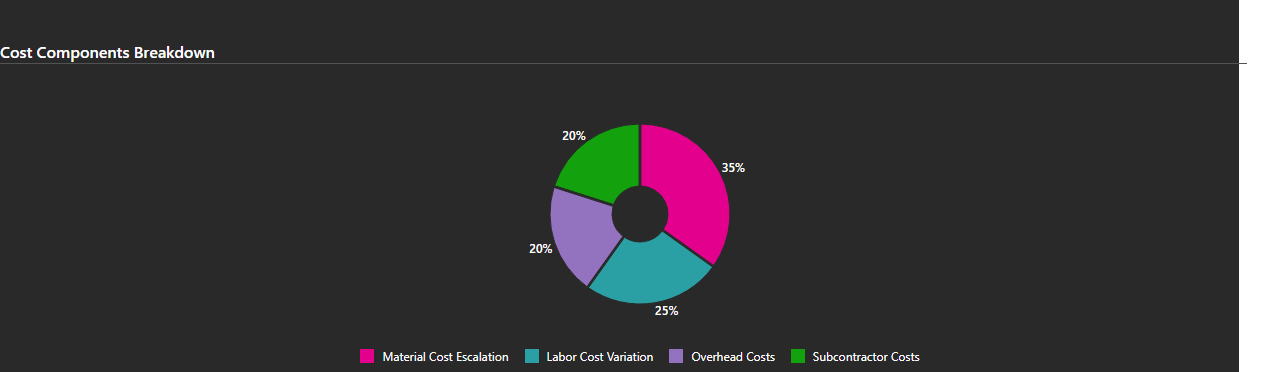 Cost Components Breakdown
20%
35%
20%
25%
Material Cost Escalation Labor Cost Variation Overhead Costs Subcontractor Costs